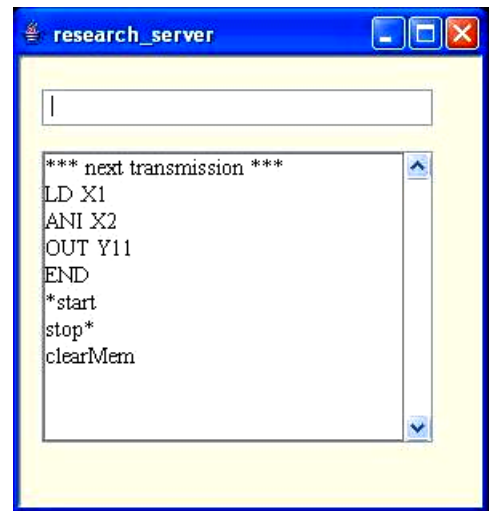 research_server
*** next transmission ***
LD X1
ANI X2
OUT Y11
END
*start
stop*
clearMem